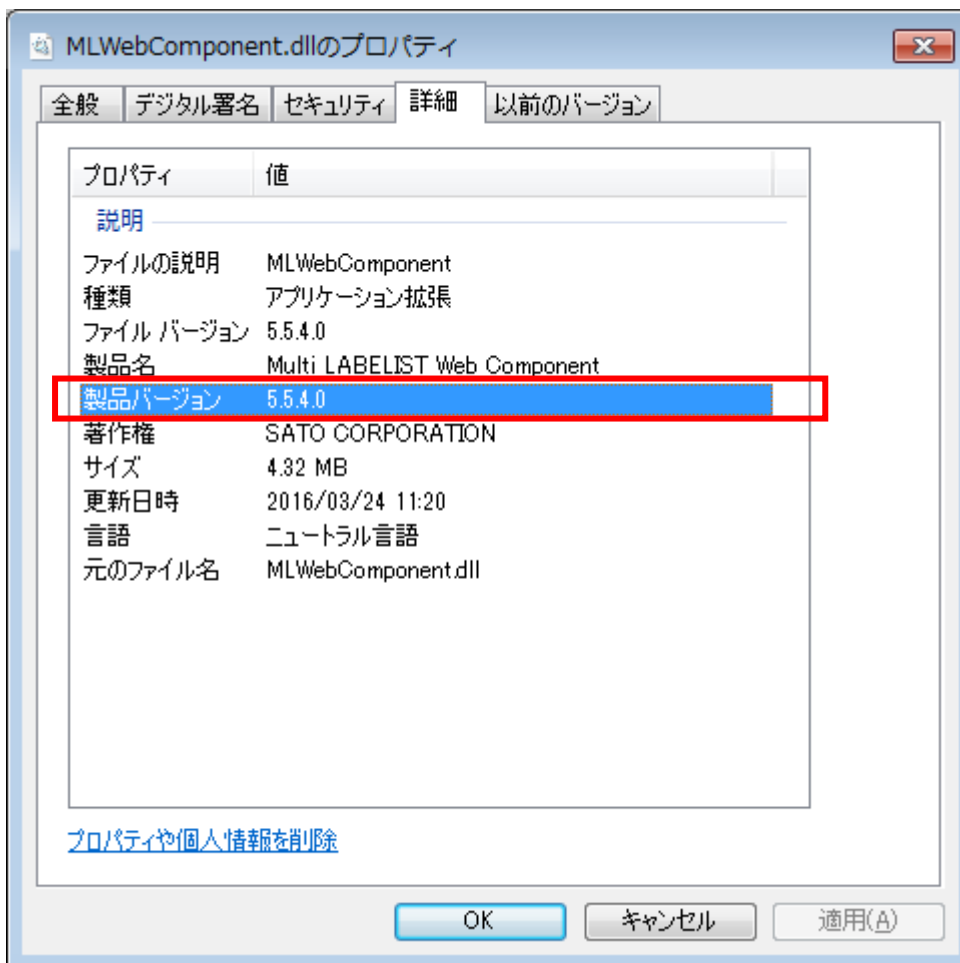 MLWebComponent.dllのプロパティ
全般 デジタル署名 セキュリティ 詳細 以前のバージョン
プロパティ 値
説明
ファイルの説明 MLWebComponent
種類 アプリケーション拡張
ファイル バージョン 5.5.4.0
製品名 Multi LABELIST Web Component
製品バージョン 5.5.4.0
著作権 SATO CORPORATION
サイズ 4.32 MB
更新日時 2016/03/24 11:20
言語 ニュートラル言語
元のファイル名 MLWebComponent.dll
プロパティや個人情報を削除
OK キャンセル 適用(A)